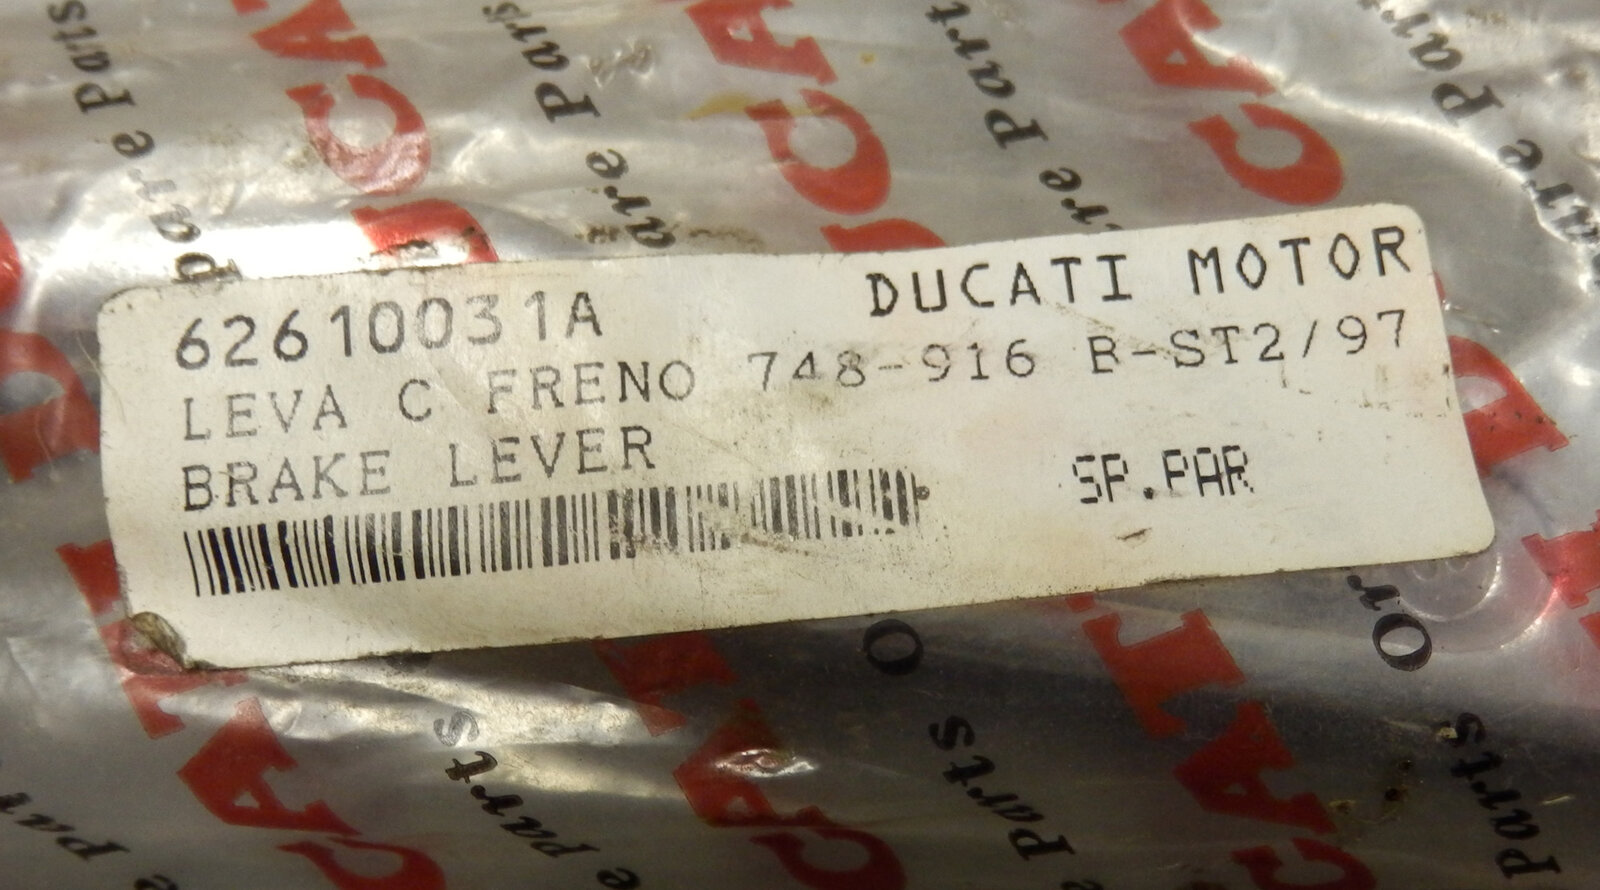 62610031A DUCATI MOTOR
LEVA C FRENO 748-916 B-ST2/97
BRAKE LEVER
SP.PAR